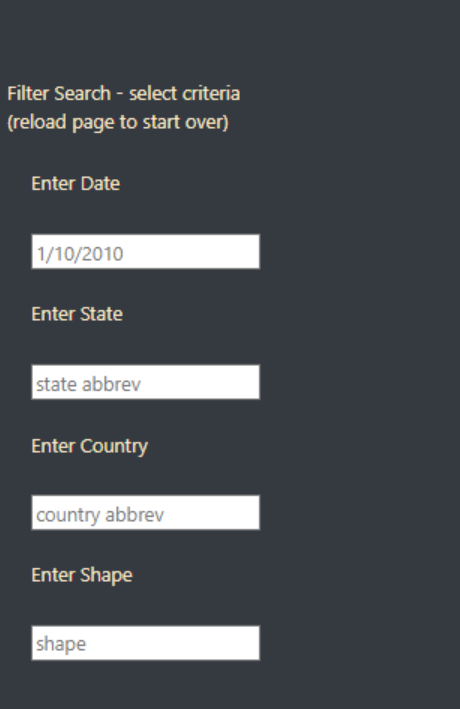 Filter Search - select criteria
(reload page to start over)
Enter Date
1/10/2010
Enter State
state abbrev
Enter Country
country abbrev
Enter Shape
shape